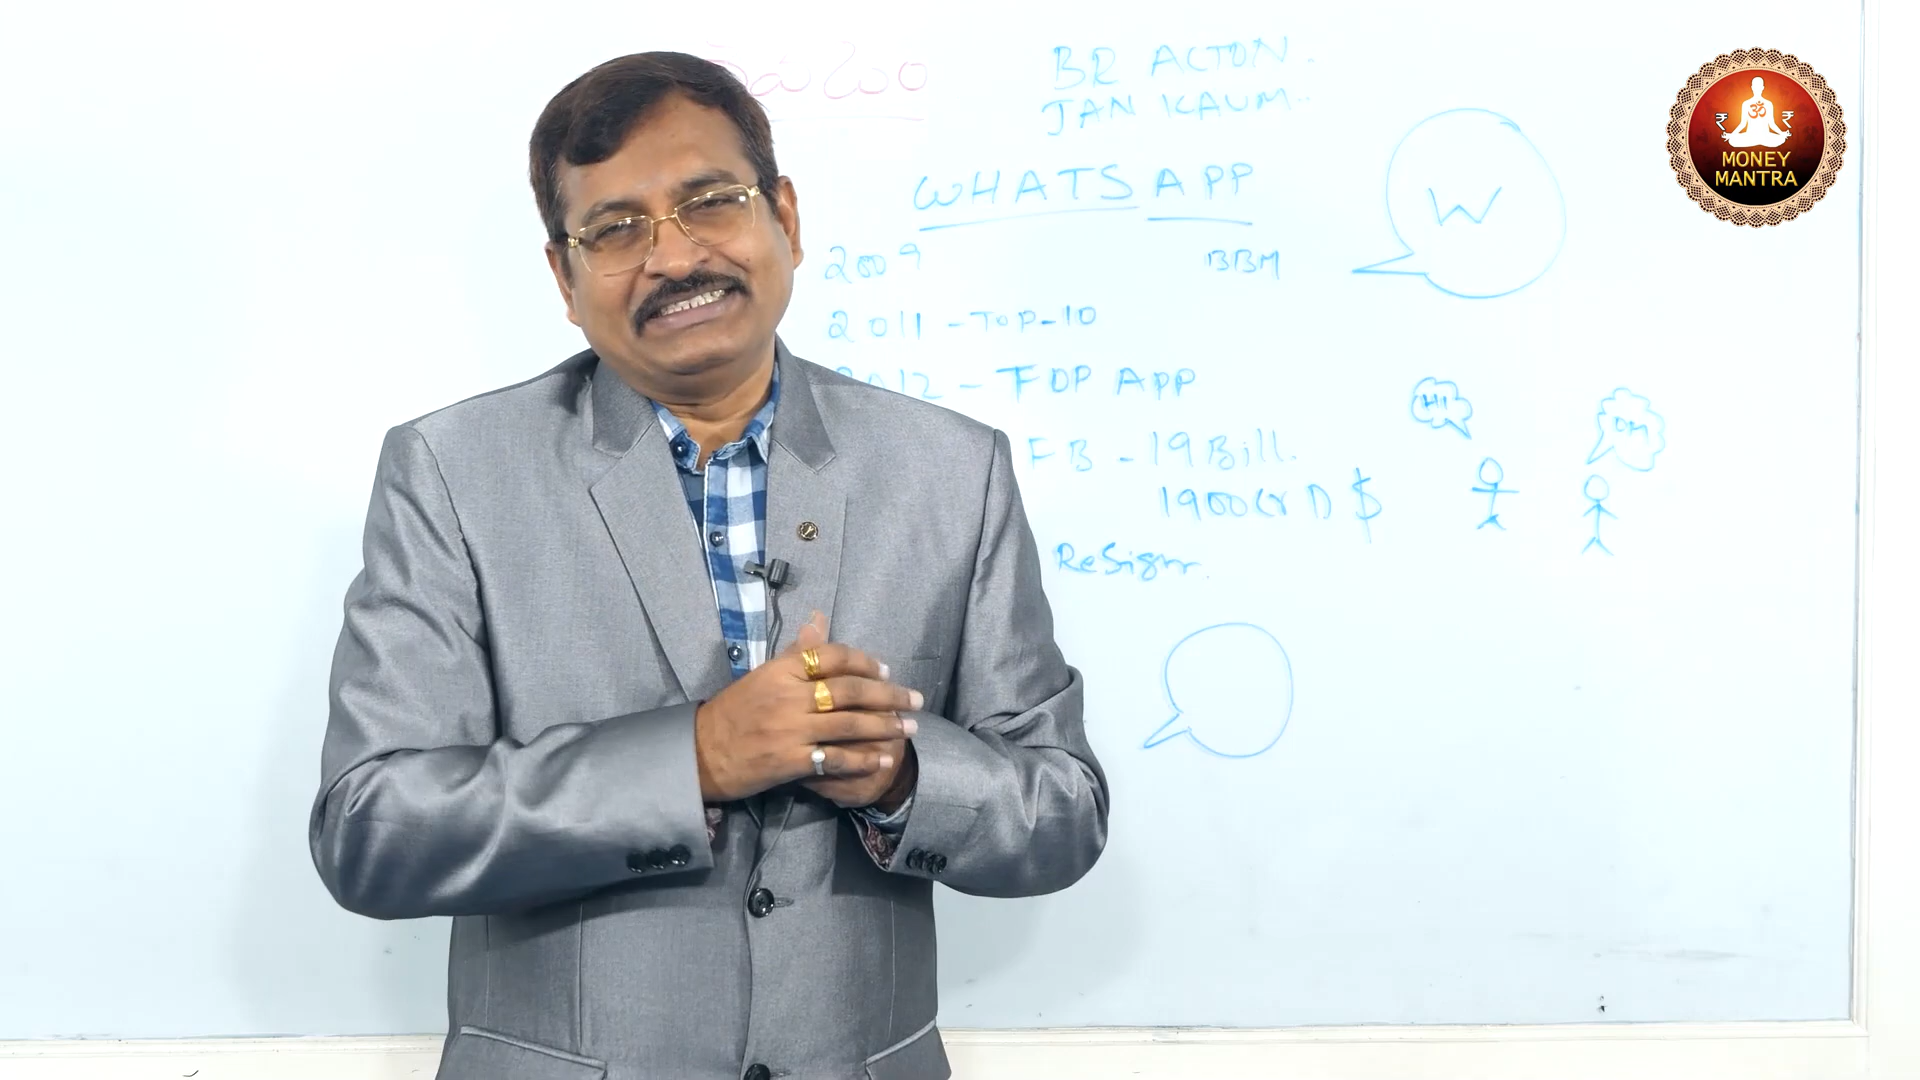 BR ACTON.
JAN KAUM..
WHATSAPP
W
₹ ॐ ₹
MONEY
MANTRA
2009 BBM
2011 - TOP-10
2012 - TOP APP
HI
DM
FB - 19 Bill.
1900 Cr D $
ReSign